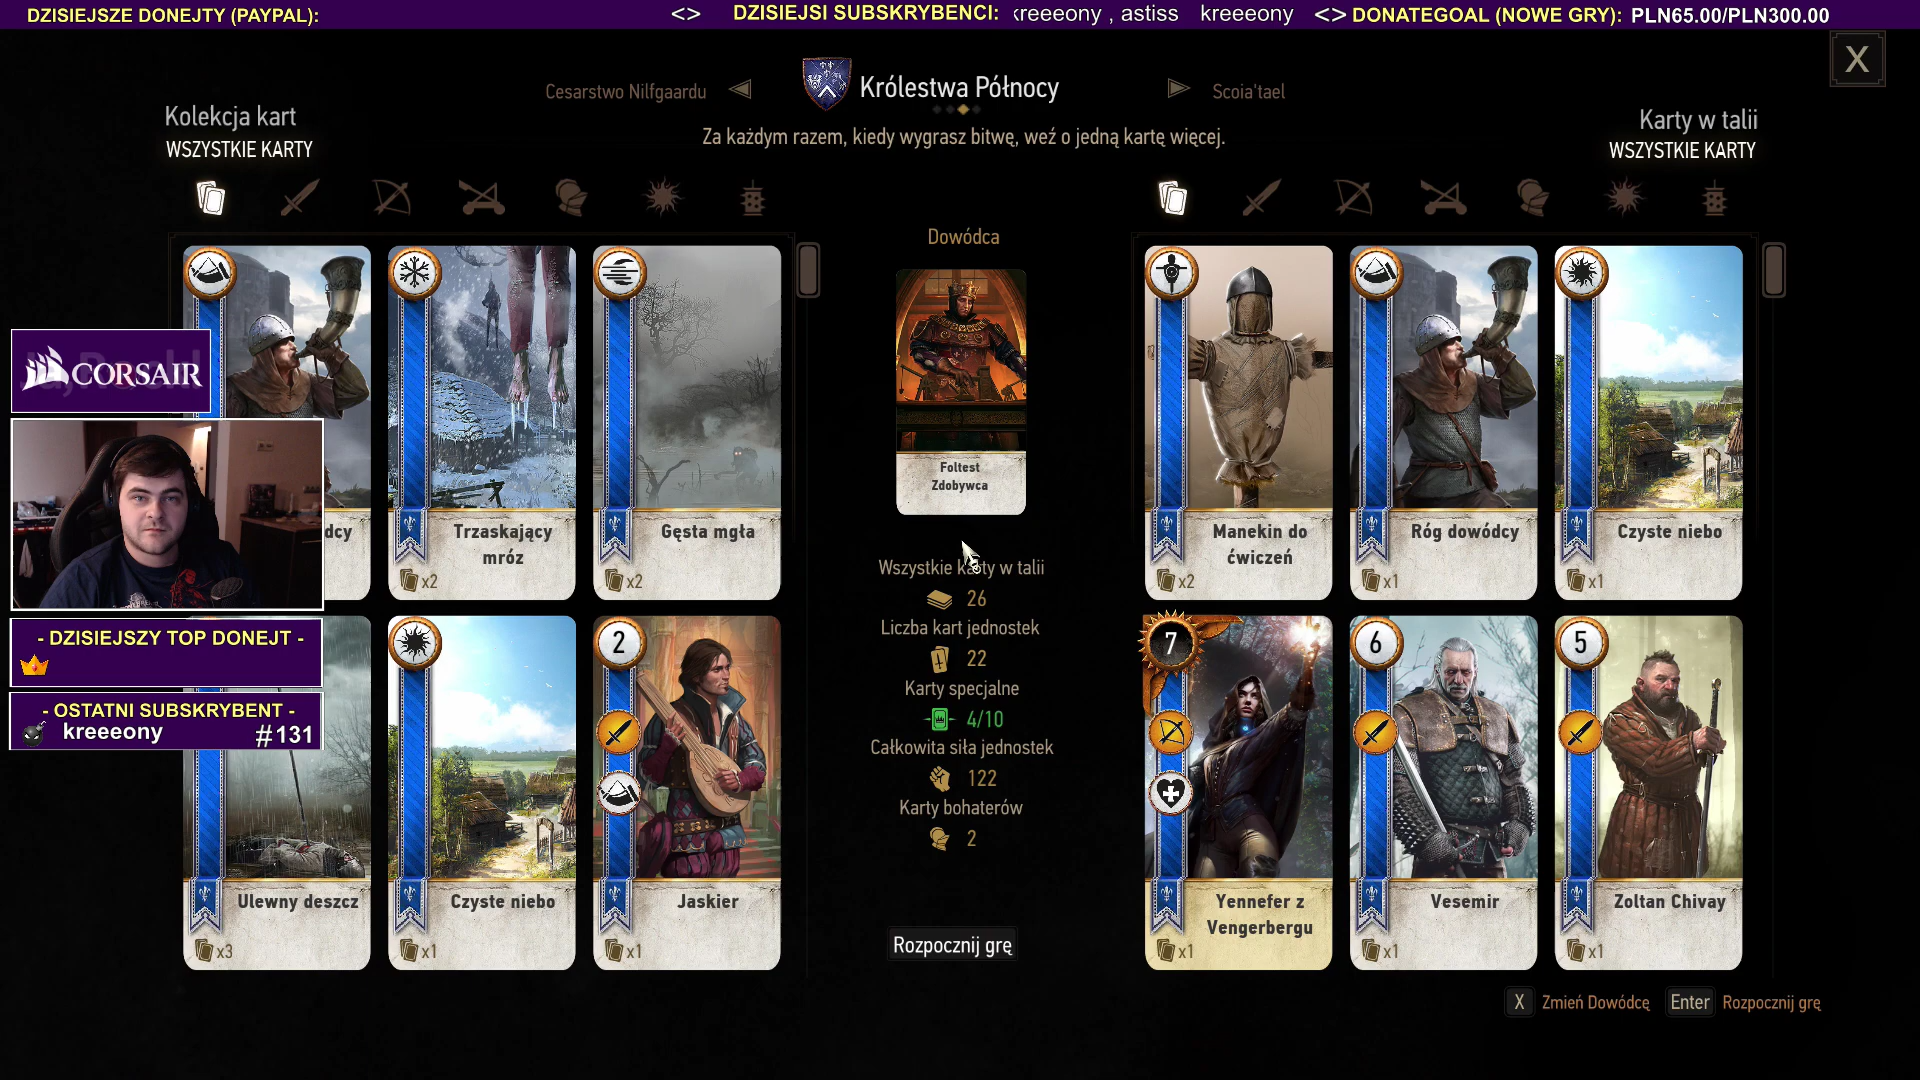 DZISIEJSZE DONEJTY (PAYPAL):
<> DZISIEJSI SUBSKRYBENCI: kreeeony , astiss kreeeony <> DONATEGOAL (NOWE GRY): PLN65.00/PLN300.00
X
Cesarstwo Nilfgaardu
Królestwa Północy
Scoia'tael
Za każdym razem, kiedy wygrasz bitwę, weź o jedną kartę więcej.
Kolekcja kart
WSZYSTKIE KARTY
Karty w talii
WSZYSTKIE KARTY
dcy
Trzaskający
mróz
x2
Gęsta mgła
x2
Ulewny deszcz
x3
Czyste niebo
x1
2
Jaskier
x1
CORSAIR
- DZISIEJSZY TOP DONEJT -
- OSTATNI SUBSKRYBENT -
kreeeony #131
Dowódca
Foltest
Zdobywca
Wszystkie karty w talii
26
Liczba kart jednostek
22
Karty specjalne
4/10
Całkowita siła jednostek
122
Karty bohaterów
2
Rozpocznij grę
Manekin do
ćwiczeń
x2
Róg dowódcy
x1
Czyste niebo
x1
7
Yennefer z
Vengerbergu
x1
6
Vesemir
x1
5
Zoltan Chivay
x1
X Zmień Dowódcę Enter Rozpocznij grę